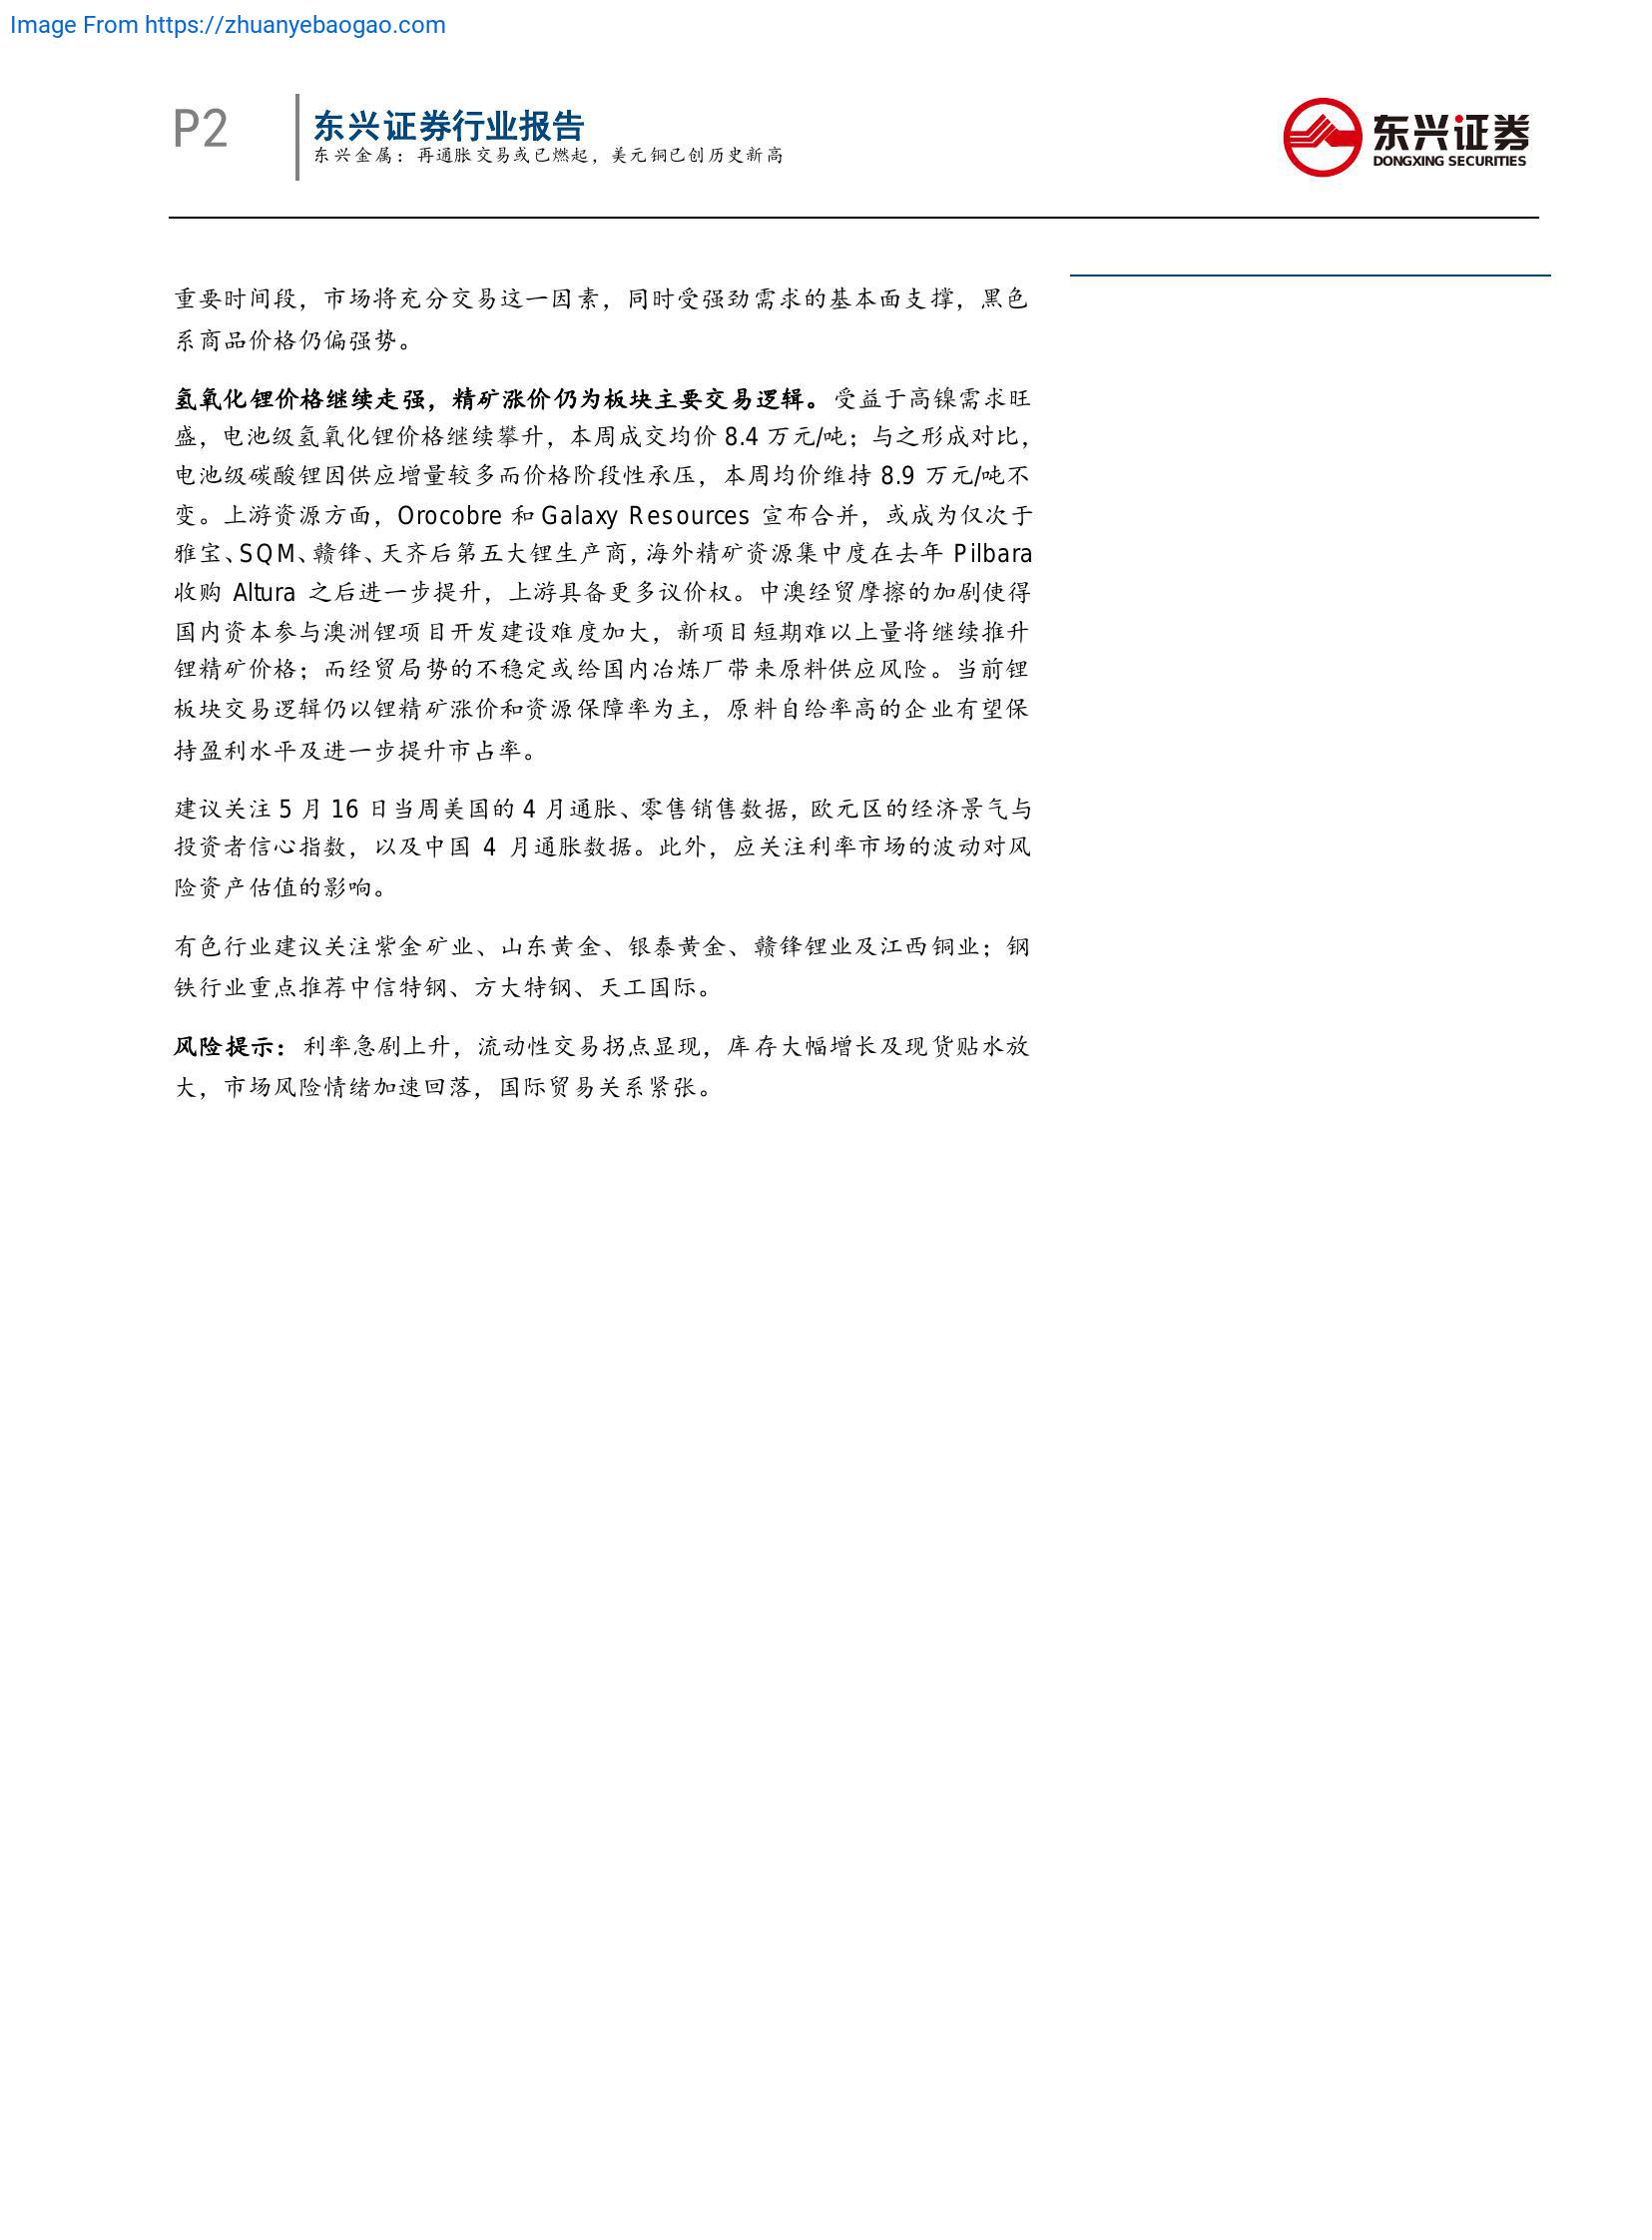 Image From https://zhuanyebaogao.com
P2
东兴证券行业报告
东兴金属：再通胀交易或已燃起，美元铜已创历史新高
东兴证券
DONGXING SECURITIES
重要时间段，市场将充分交易这一因素，同时受强劲需求的基本面支撑，黑色
系商品价格仍偏强势。
氢氧化锂价格继续走强，精矿涨价仍为板块主要交易逻辑。受益于高镍需求旺
盛，电池级氢氧化锂价格继续攀升，本周成交均价 8.4 万元/吨；与之形成对比，
电池级碳酸锂因供应增量较多而价格阶段性承压，本周均价维持 8.9 万元/吨不
变。上游资源方面，Orocobre 和 Galaxy Resources 宣布合并，或成为仅次于
雅宝、SQM、赣锋、天齐后第五大锂生产商，海外精矿资源集中度在去年 Pilbara
收购 Altura 之后进一步提升，上游具备更多议价权。中澳经贸摩擦的加剧使得
国内资本参与澳洲锂项目开发建设难度加大，新项目短期难以上量将继续推升
锂精矿价格；而经贸局势的不稳定或给国内冶炼厂带来原料供应风险。当前锂
板块交易逻辑仍以锂精矿涨价和资源保障率为主，原料自给率高的企业有望保
持盈利水平及进一步提升市占率。
建议关注 5 月 16 日当周美国的 4 月通胀、零售销售数据，欧元区的经济景气与
投资者信心指数，以及中国 4 月通胀数据。此外，应关注利率市场的波动对风
险资产估值的影响。
有色行业建议关注紫金矿业、山东黄金、银泰黄金、赣锋锂业及江西铜业；钢
铁行业重点推荐中信特钢、方大特钢、天工国际。
风险提示：利率急剧上升，流动性交易拐点显现，库存大幅增长及现货贴水放
大，市场风险情绪加速回落，国际贸易关系紧张。